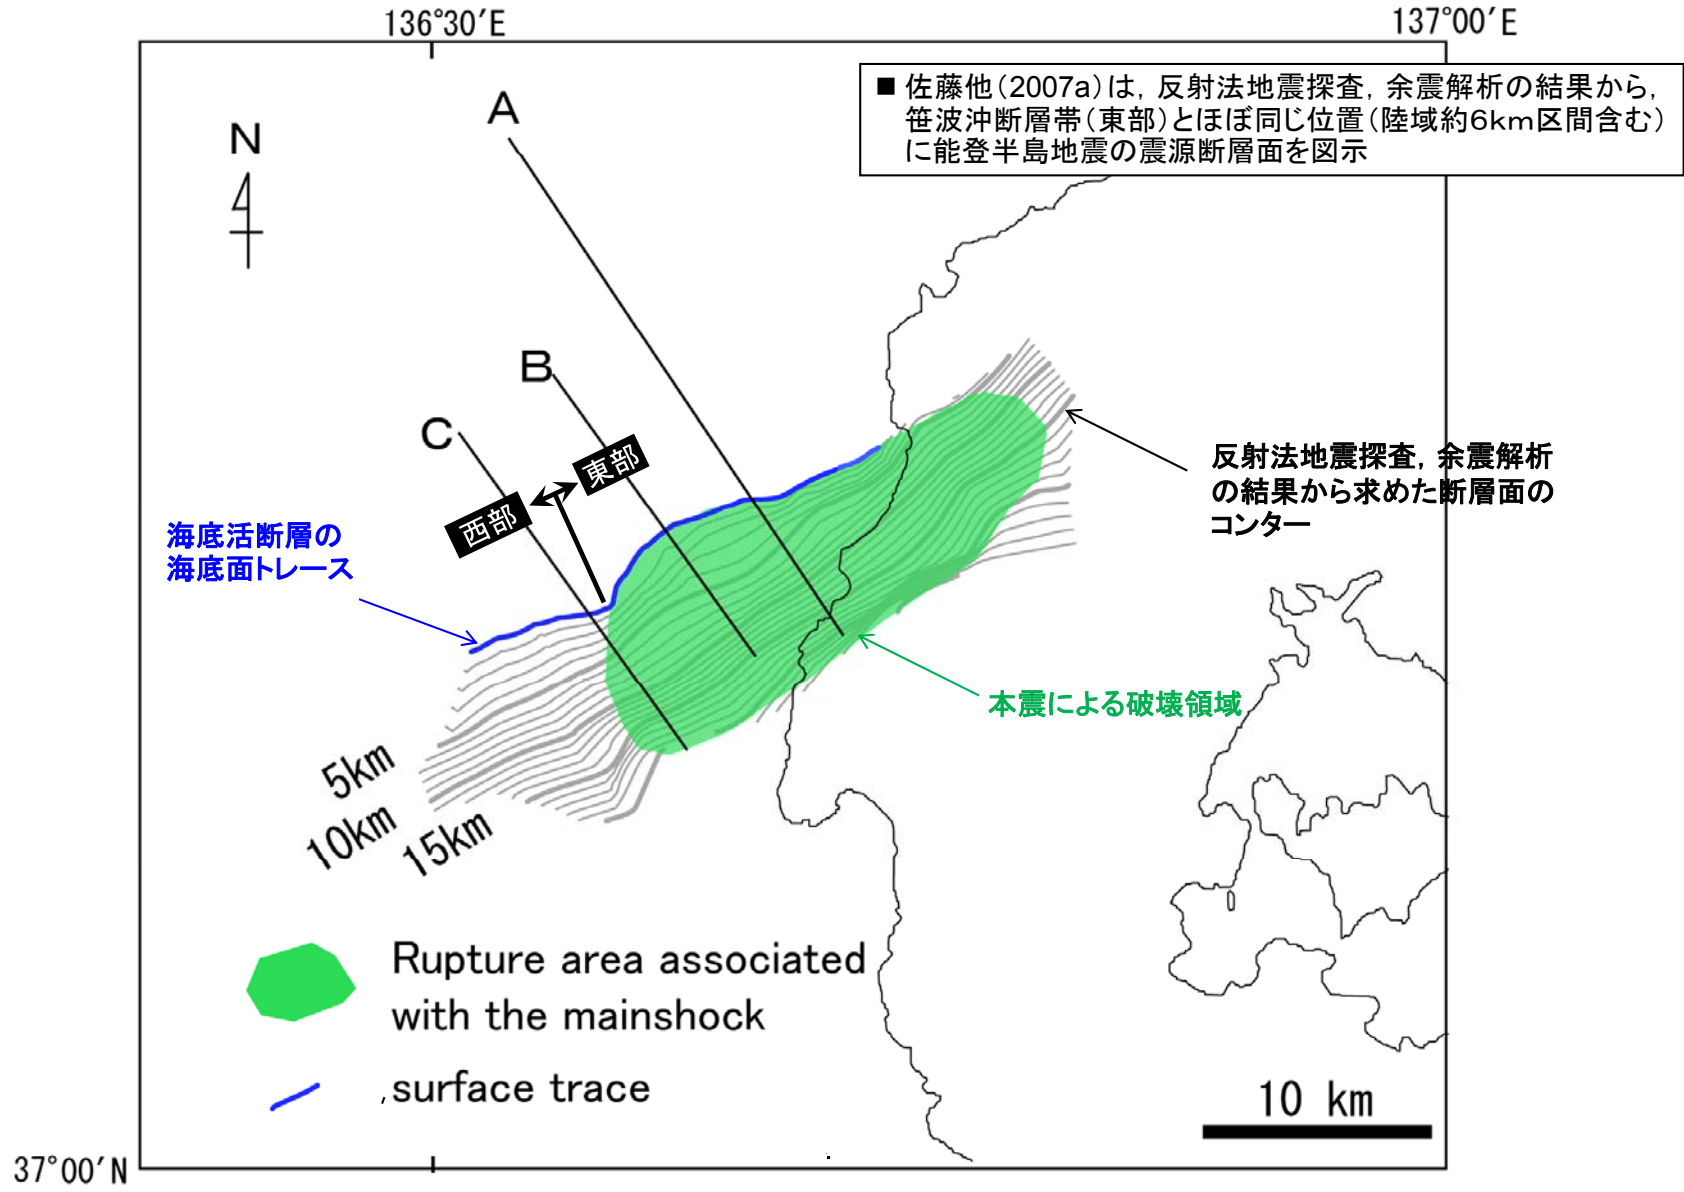 136°30′E
137°00′E
■ 佐藤他(2007a)は，反射法地震探査，余震解析の結果から，
笹波沖断層帯(東部)とほぼ同じ位置(陸域約6km区間含む)
に能登半島地震の震源断層面を図示
N
A
B
C
東部
西部
海底活断層の
海底面トレース
反射法地震探査，余震解析
の結果から求めた断層面の
コンター
本震による破壊領域
5km
10km
15km
Rupture area associated
with the mainshock
surface trace
10 km
37°00′N